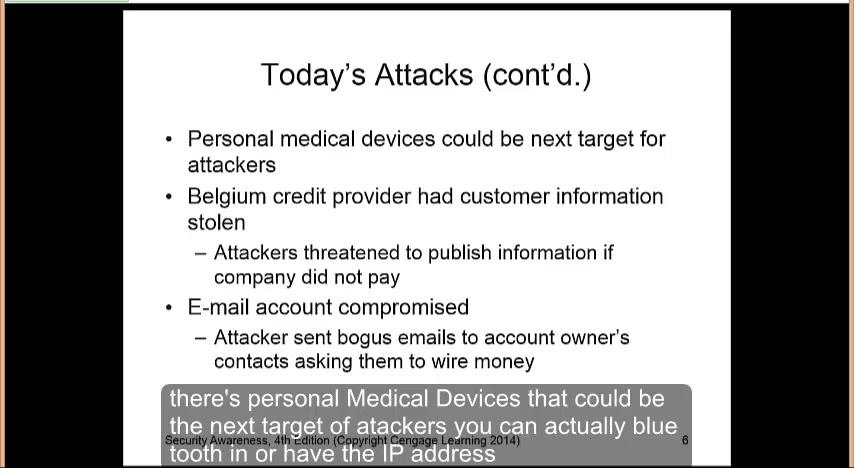 Today's Attacks (cont'd.)
• Personal medical devices could be next target for
attackers
• Belgium credit provider had customer information
stolen
– Attackers threatened to publish information if
company did not pay
• E-mail account compromised
– Attacker sent bogus emails to account owner's
contacts asking them to wire money
there's personal Medical Devices that could be
the next target of atackers you can actually blue
tooth in or have the IP address
Security Awareness, 4th Edition (Copyright Cengage Learning 2014) 6